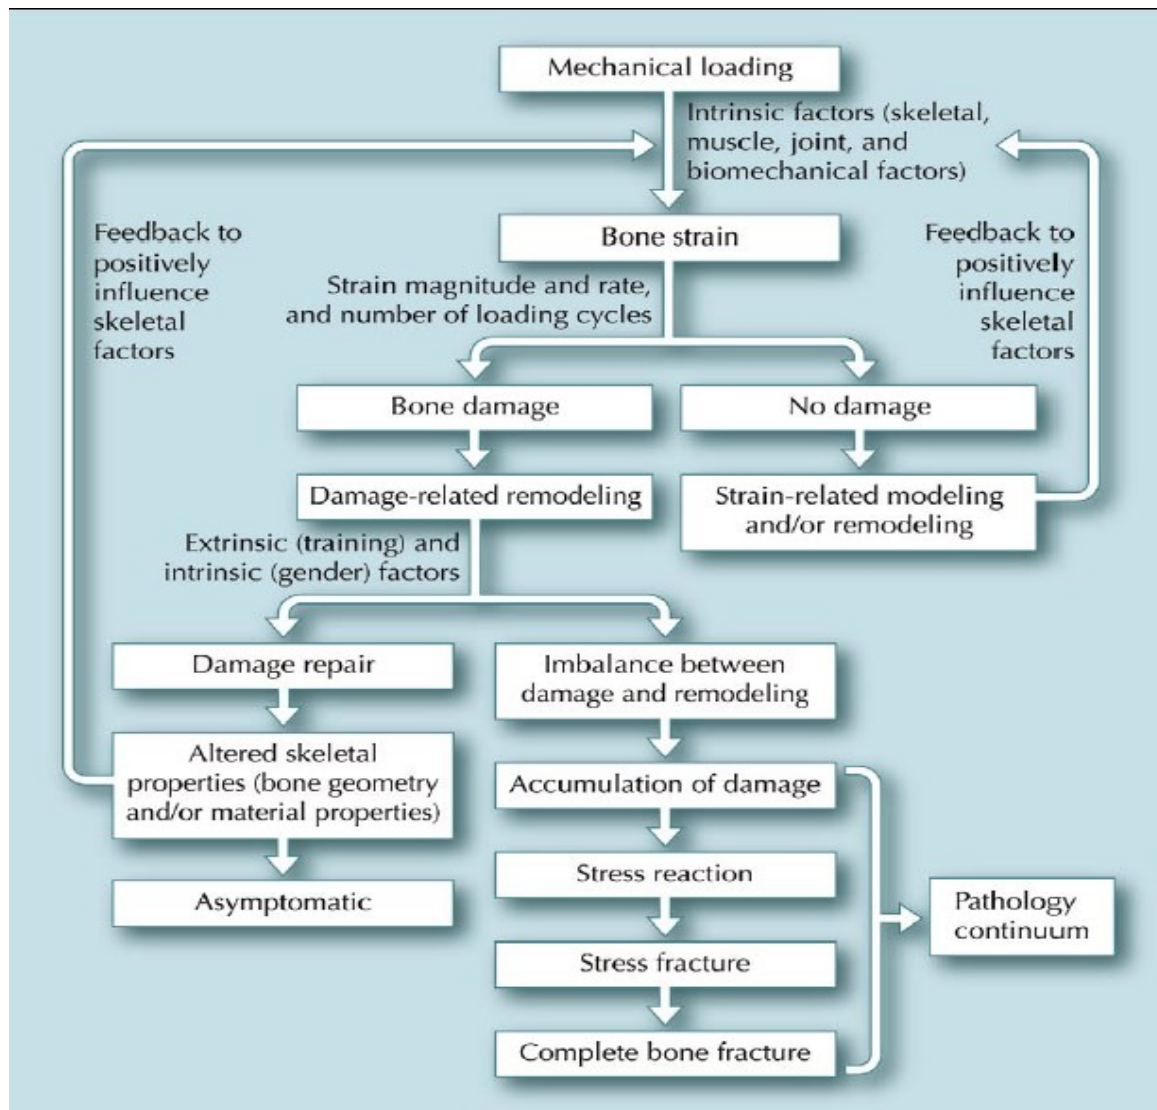 Mechanical loading
Intrinsic factors (skeletal,
muscle, joint, and
biomechanical factors)
Feedback to
positively
influence
skeletal
factors
Bone strain
Feedback to
positively
influence
skeletal
factors
Strain magnitude and rate,
and number of loading cycles
Bone damage
No damage
Damage-related remodeling
Strain-related modeling
and/or remodeling
Extrinsic (training) and
intrinsic (gender) factors
Damage repair
Imbalance between
damage and remodeling
Altered skeletal
properties (bone geometry
and/or material properties)
Accumulation of damage
Asymptomatic
Stress reaction
Pathology
continuum
Stress fracture
Complete bone fracture